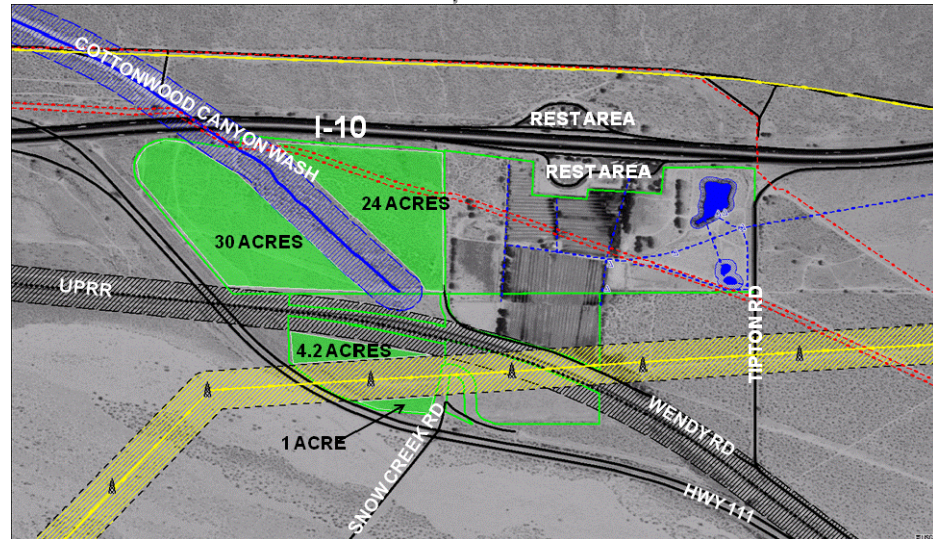 COTTONWOOD CANYON WASH
I-10
REST AREA
REST AREA
24 ACRES
30 ACRES
UPRR
4.2 ACRES
TIPTON RD
1 ACRE
SNOW CREEK RD
WENDY RD
HWY 111